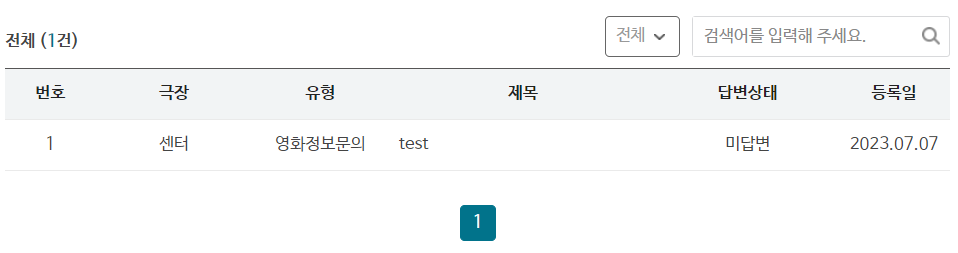 전체 (1건) 전체 검색어를 입력해 주세요.
번호 극장 유형 제목 답변상태 등록일
1 센터 영화정보문의 test 미답변 2023.07.07
1